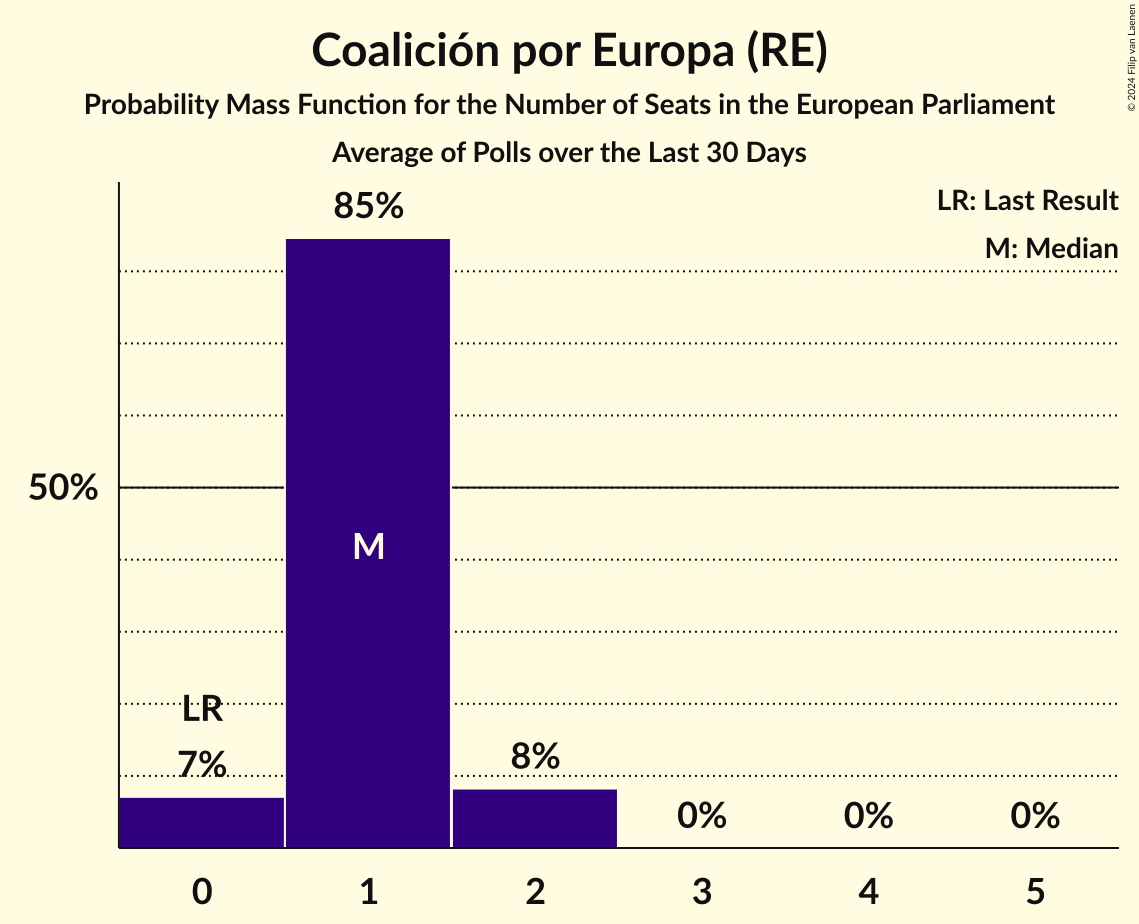 Coalición por Europa (RE)
Probability Mass Function for the Number of Seats in the European Parliament
Average of Polls over the Last 30 Days
© 2024 Filip van Laenen
LR: Last Result
M: Median
85%
50%
M
LR
7%
8%
0%
0%
0%
0
1
2
3
4
5